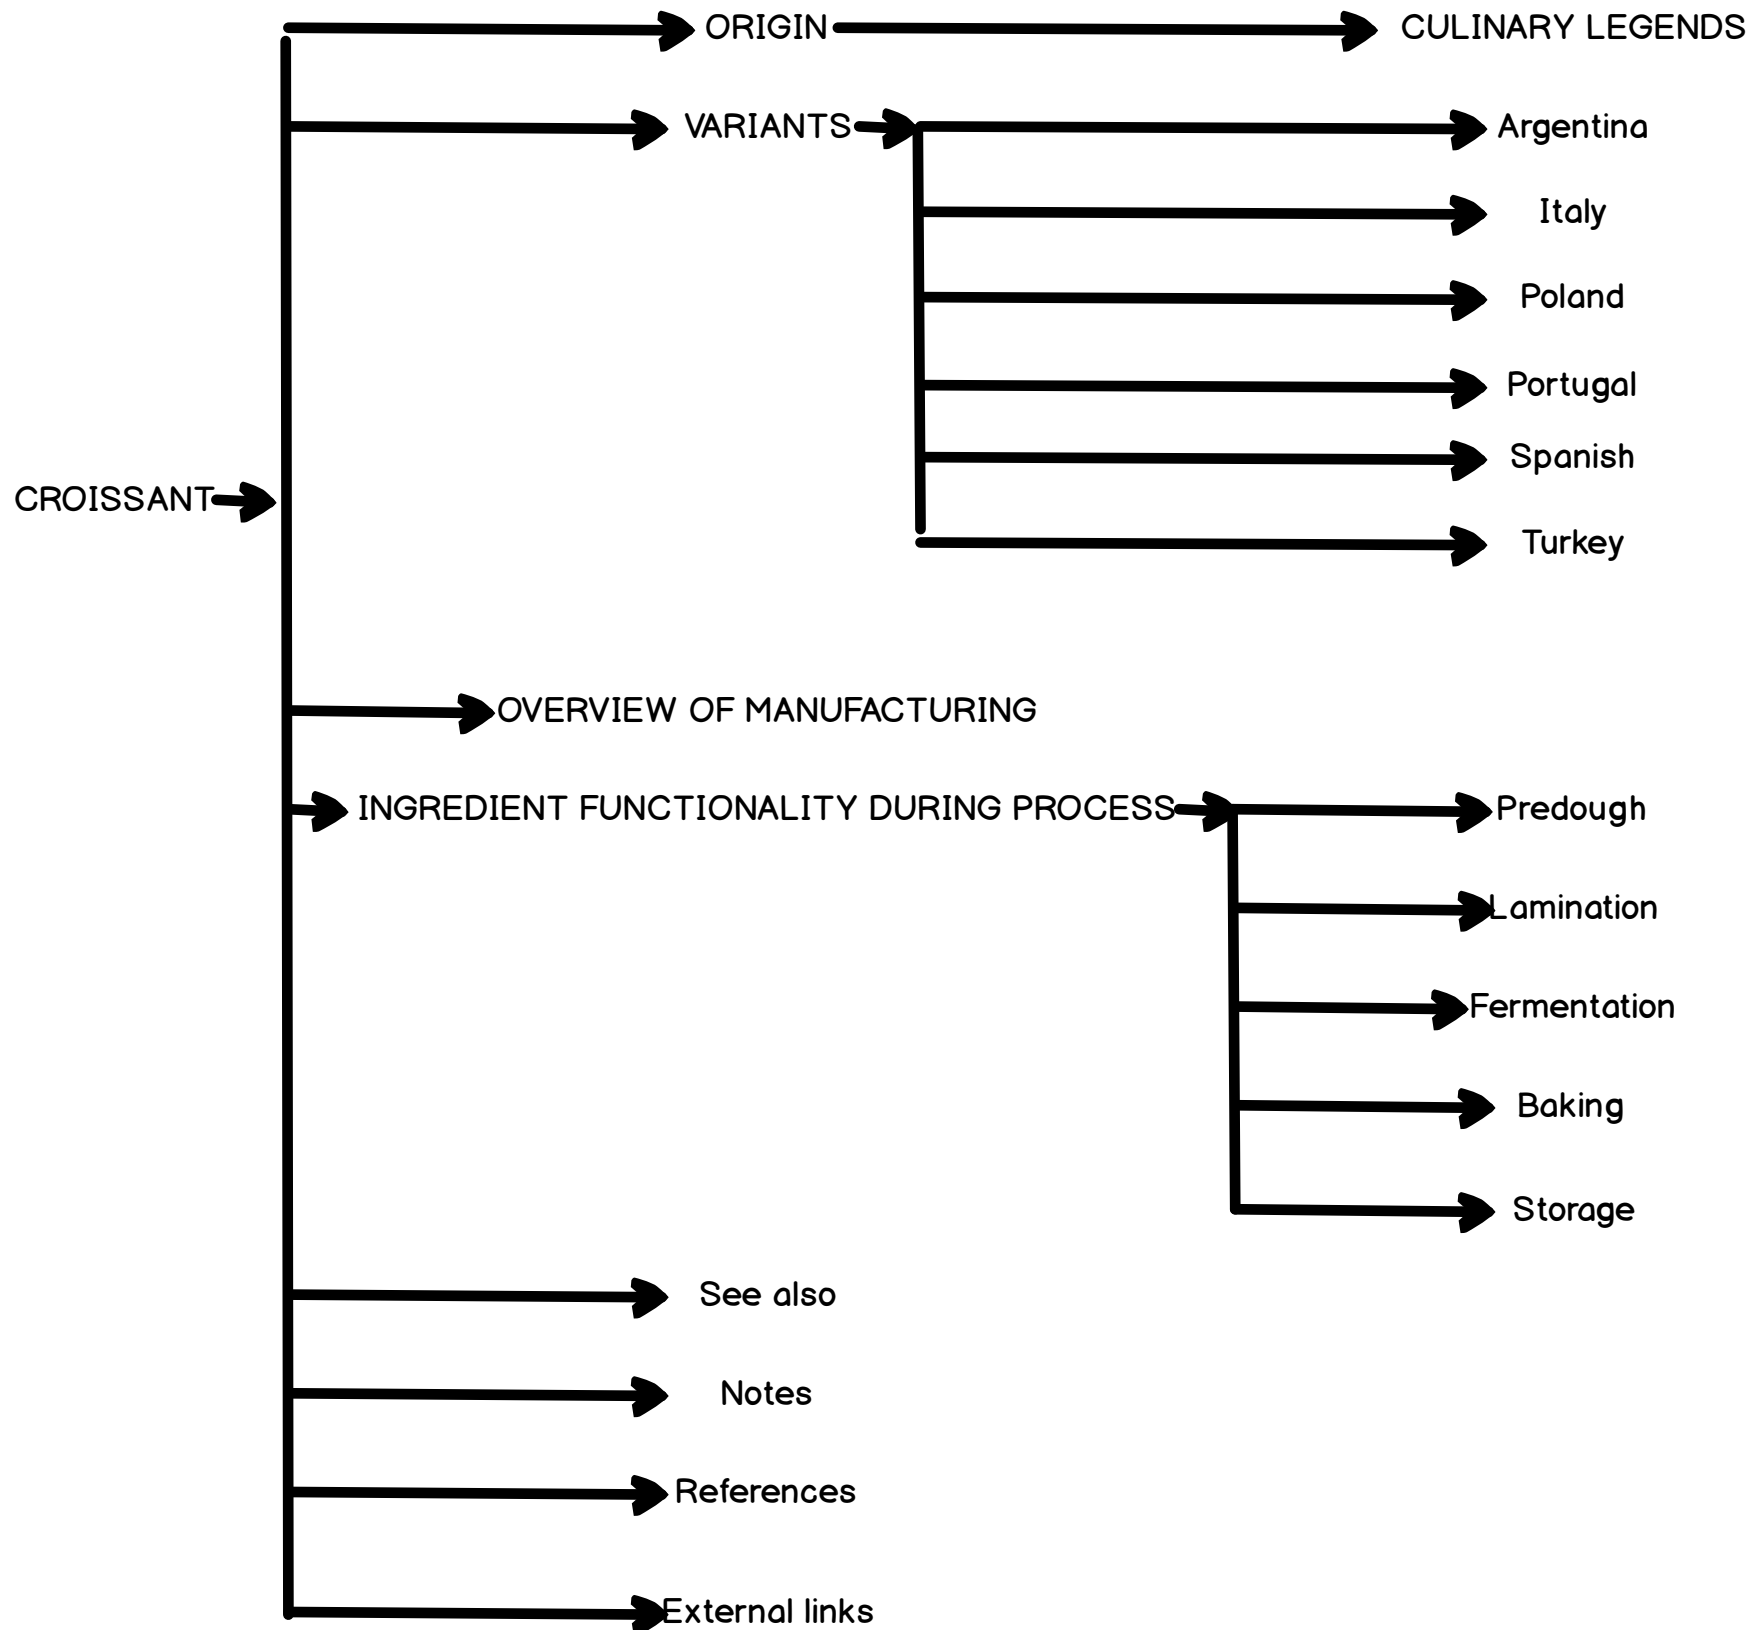 ORIGIN
CULINARY LEGENDS
VARIANTS
Argentina
Italy
Poland
Portugal
Spanish
CROISSANT
Turkey
OVERVIEW OF MANUFACTURING
INGREDIENT FUNCTIONALITY DURING PROCESS
Predough
Lamination
Fermentation
Baking
Storage
See also
Notes
References
External links